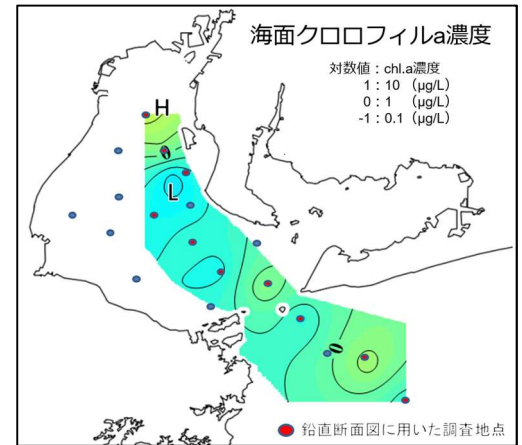 海面クロロフィルa濃度
対数値：chl.a濃度
1：10 (μg/L)
0：1 (μg/L)
-1：0.1 (μg/L)
H
0
L
0
鉛直断面図に用いた調査地点